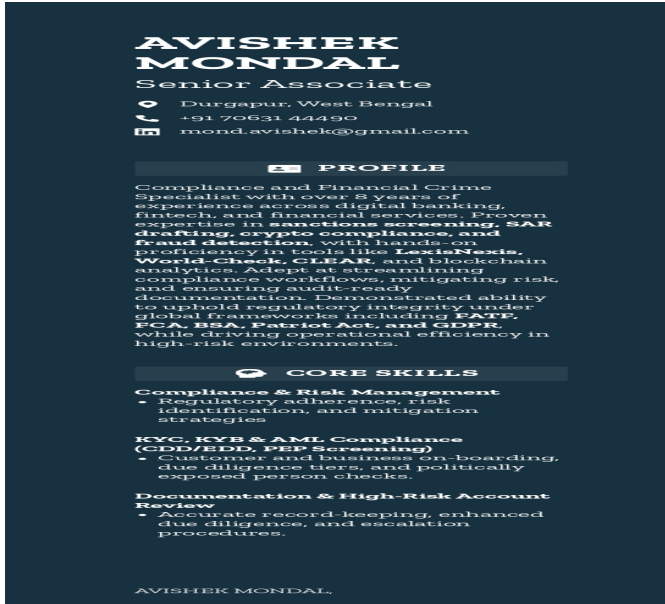 AVISHEK
MONDAL
Senior Associate
Durgapur, West Bengal
+91 70631 44490
mond.avishek@gmail.com
PROFILE
Compliance and Financial Crime
Specialist with over 8 years of
experience across digital banking,
fintech, and financial services. Proven
expertise in sanctions screening, SAR
drafting, crypto compliance, and
fraud detection, with hands-on
proficiency in tools like LexisNexis,
World-Check, CLEAR, and blockchain
analytics. Adept at streamlining
compliance workflows, mitigating risk,
and ensuring audit-ready
documentation. Demonstrated ability
to uphold regulatory integrity under
global frameworks including FATF,
FCA, BSA, Patriot Act, and GDPR,
while driving operational efficiency in
high-risk environments.
CORE SKILLS
Compliance & Risk Management
• Regulatory adherence, risk
identification, and mitigation
strategies
KYC, KYB & AML Compliance
(CDD/EDD, PEP Screening)
• Customer and business on-boarding,
due diligence tiers, and politically
exposed person checks.
Documentation & High-Risk Account
Review
• Accurate record-keeping, enhanced
due diligence, and escalation
procedures.
AVISHEK MONDAL,